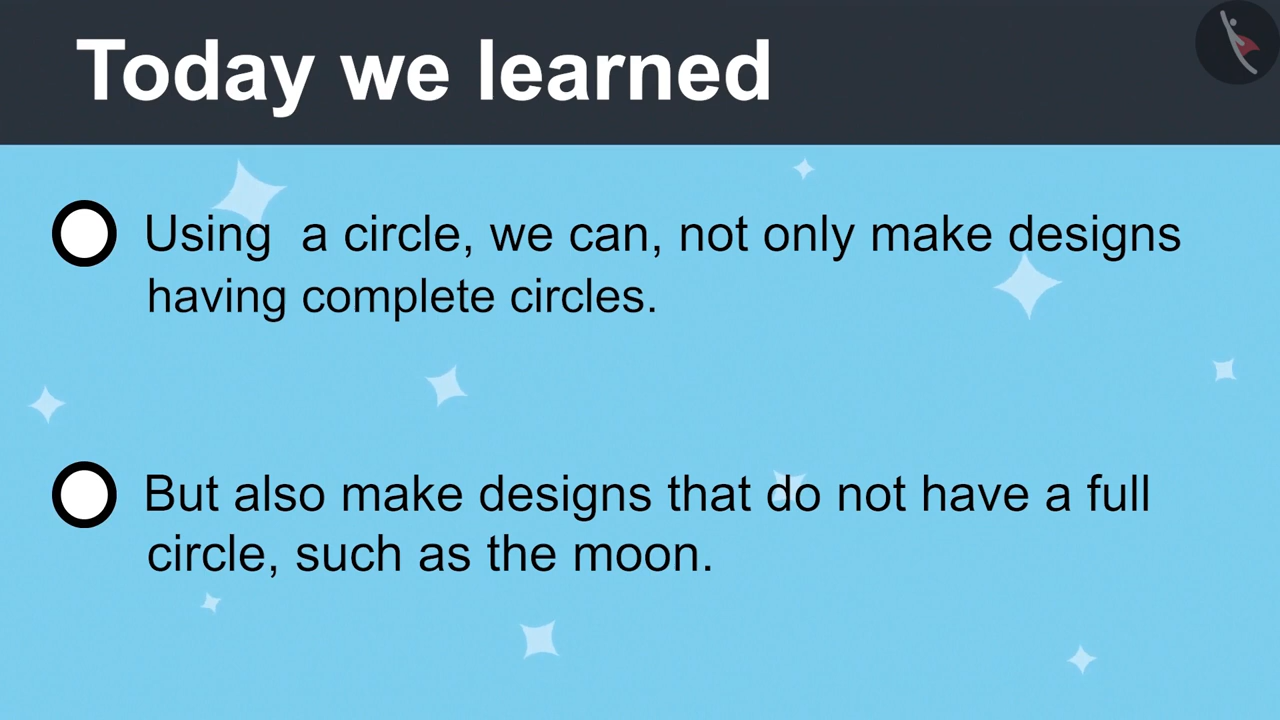 Today we learned
Using a circle, we can, not only make designs
having complete circles.
But also make designs that do not have a full
circle, such as the moon.